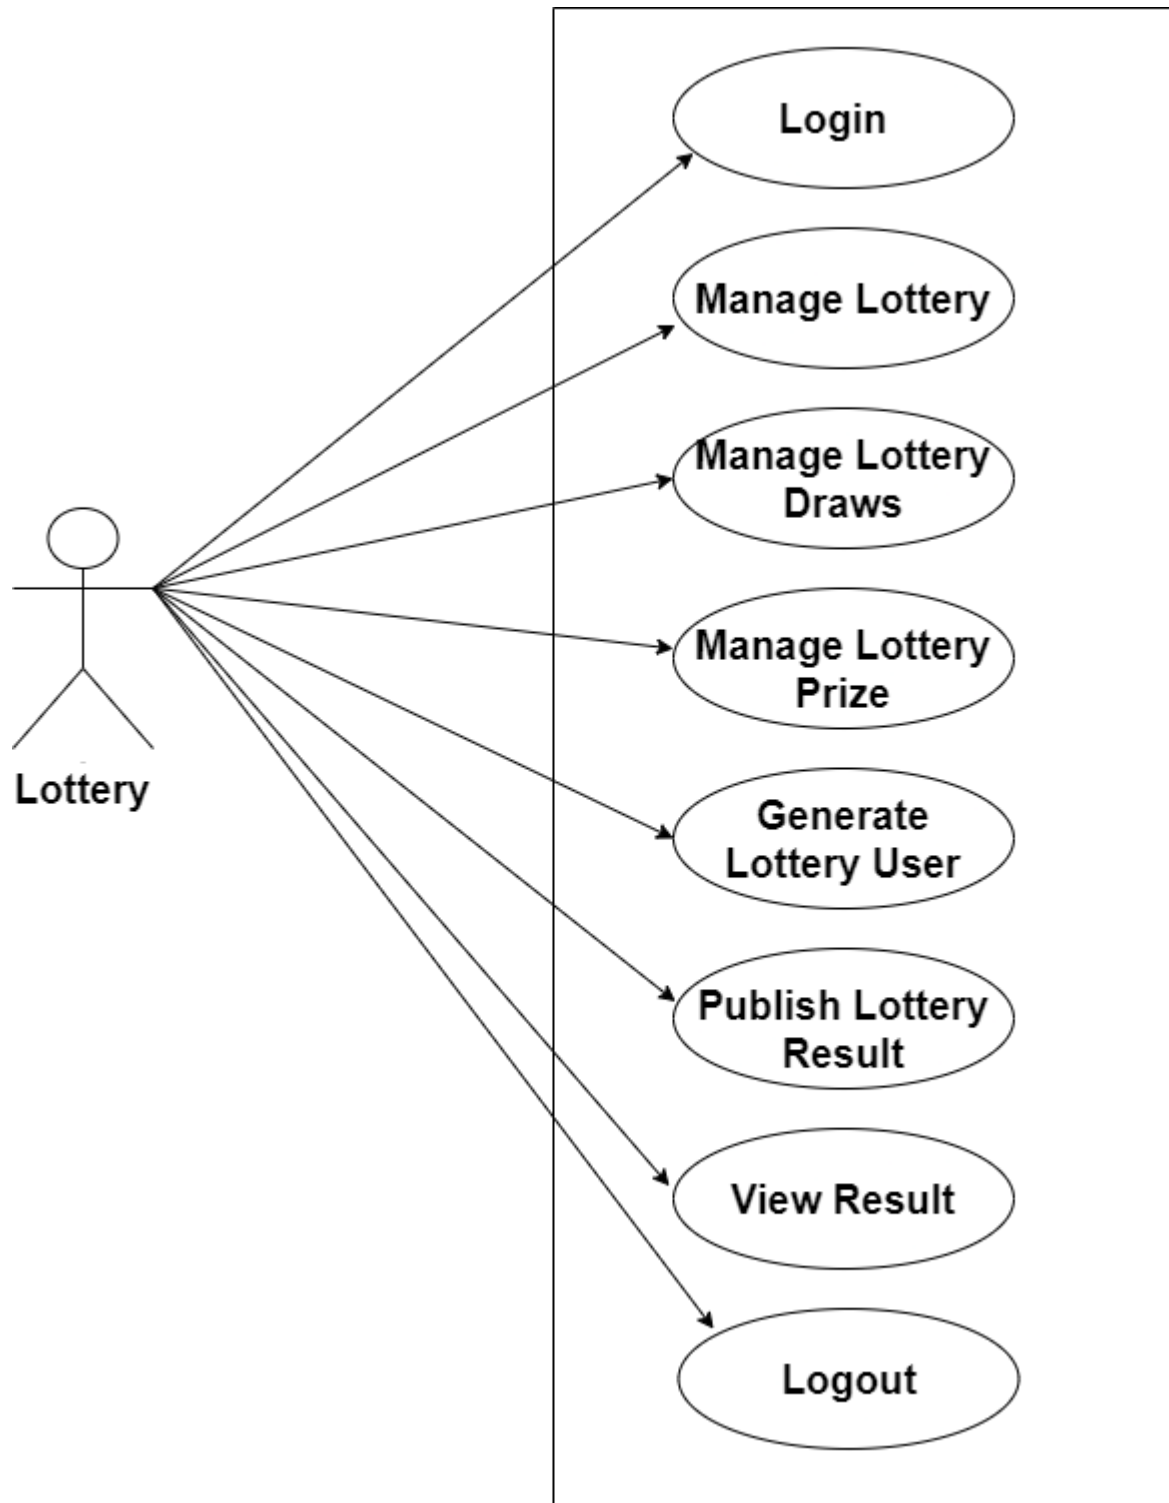 Login
Manage Lottery
Manage Lottery
Draws
Manage Lottery
Prize
Lottery
Generate
Lottery User
Publish Lottery
Result
View Result
Logout